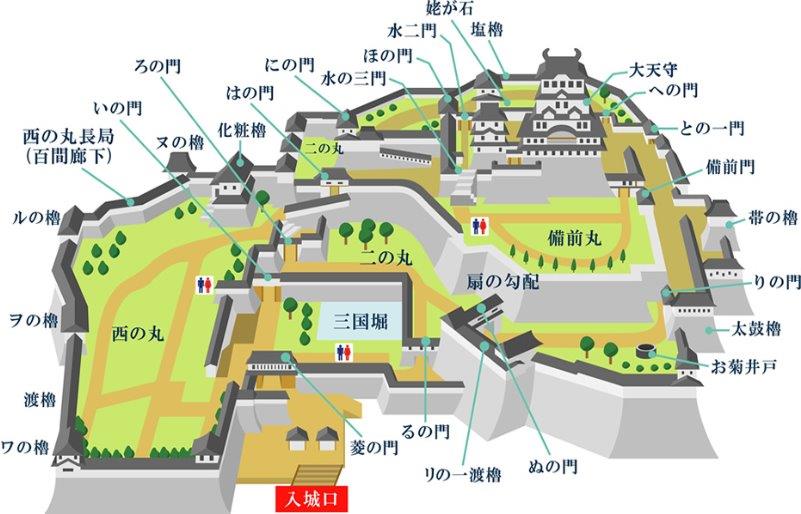 姥が石
水二門
塩櫓
ほの門
にの門
水の三門
大天守
ろの門
はの門
への門
いの門
との一門
西の丸長局
(百間廊下)
ヌの櫓
化粧櫓
二の丸
備前門
ルの櫓
帯の櫓
備前丸
二の丸
扇の勾配
りの門
ヲの櫓
西の丸
三国堀
太鼓櫓
お菊井戸
渡櫓
ワの櫓
菱の門
るの門
リの一渡櫓
ぬの門
入城口